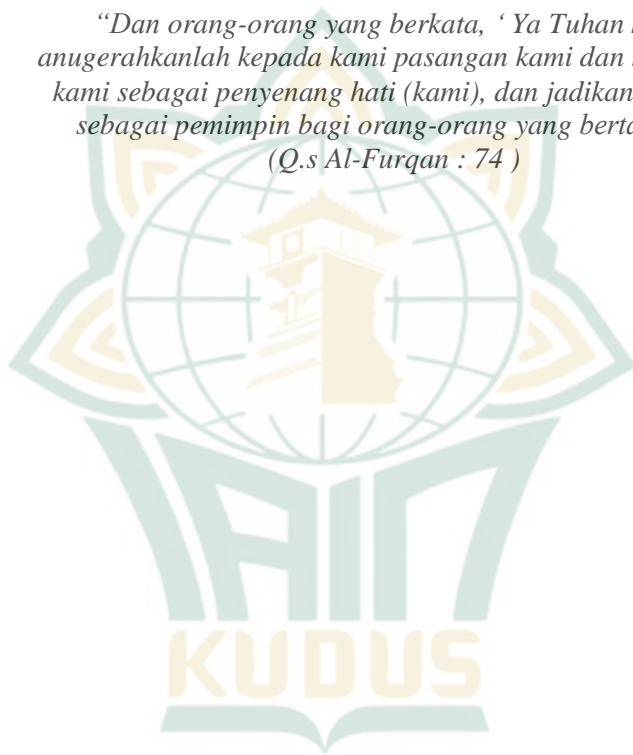 “Dan orang-orang yang berkata, ‘ Ya Tuhan
anugerahkanlah kepada kami pasangan kami dan
kami sebagai penyenang hati (kami), dan jadikan
sebagai pemimpin bagi orang-orang yang
(Q.s Al-Furqan : 74 )
IAIN
KUDUS